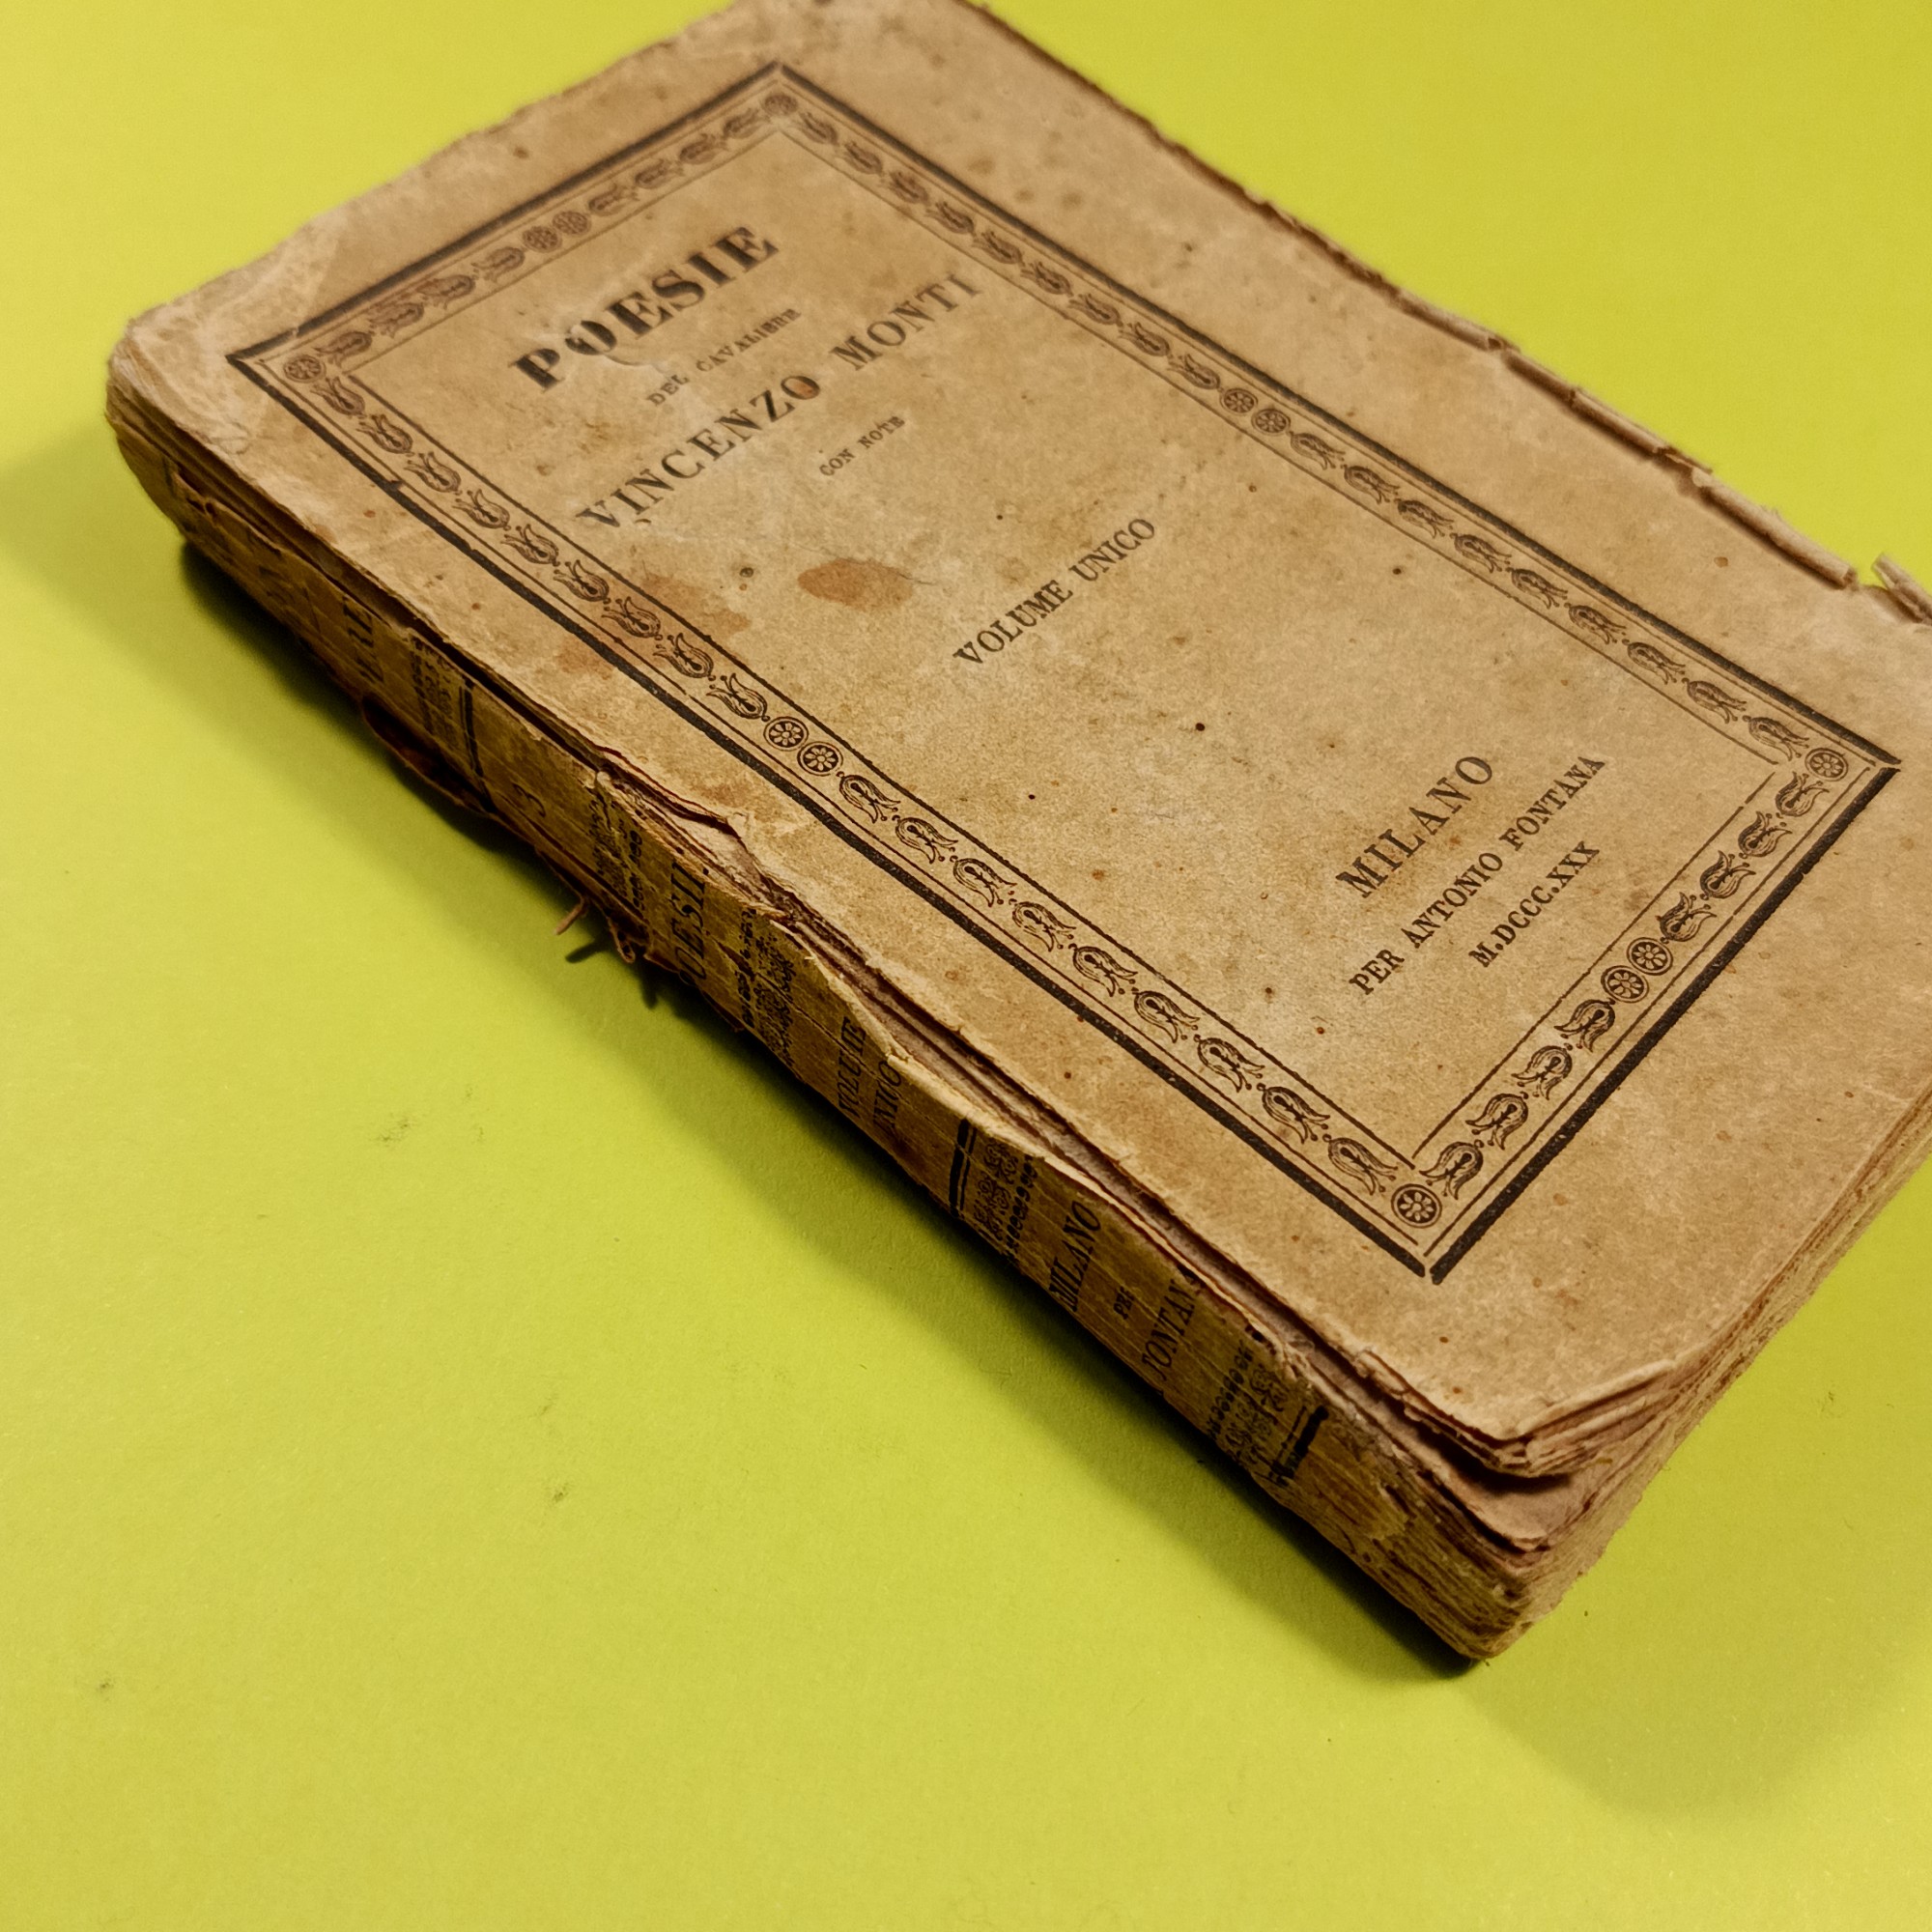 POESIE
DEL CAVALIERE
VINCENZO MONTI
CON NOTE
VOLUME UNICO
MILANO
PER ANTONIO FONTANA
M.DCCC.XXX
3
POESIE
VOLUME
UNICO
MILANO
PER
FONTANA